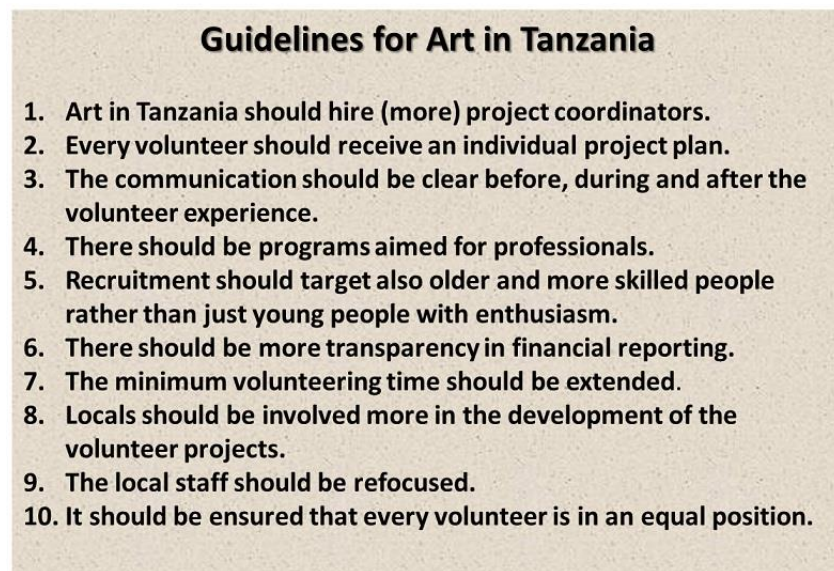 Guidelines for Art in Tanzania
1. Art in Tanzania should hire (more) project coordinators.
2. Every volunteer should receive an individual project plan.
3. The communication should be clear before, during and after the
volunteer experience.
4. There should be programs aimed for professionals.
5. Recruitment should target also older and more skilled people
rather than just young people with enthusiasm.
6. There should be more transparency in financial reporting.
7. The minimum volunteering time should be extended.
8. Locals should be involved more in the development of the
volunteer projects.
9. The local staff should be refocused.
10. It should be ensured that every volunteer is in an equal position.